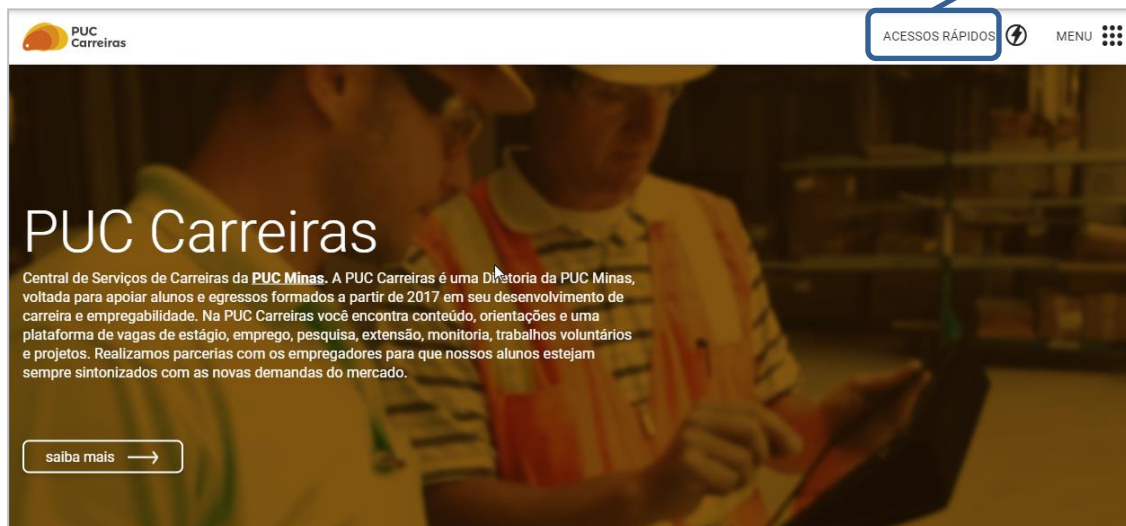 PUC
Carreiras
ACESSOS RÁPIDOS
MENU
PUC Carreiras
Central de Serviços de Carreiras da PUC Minas. A PUC Carreiras é uma Diretoria da PUC Minas,
voltada para apoiar alunos e egressos formados a partir de 2017 em seu desenvolvimento de
carreira e empregabilidade. Na PUC Carreiras você encontra conteúdo, orientações e uma
plataforma de vagas de estágio, emprego, pesquisa, extensão, monitoria, trabalhos voluntários
e projetos. Realizamos parcerias com os empregadores para que nossos alunos estejam
sempre sintonizados com as novas demandas do mercado.
saiba mais